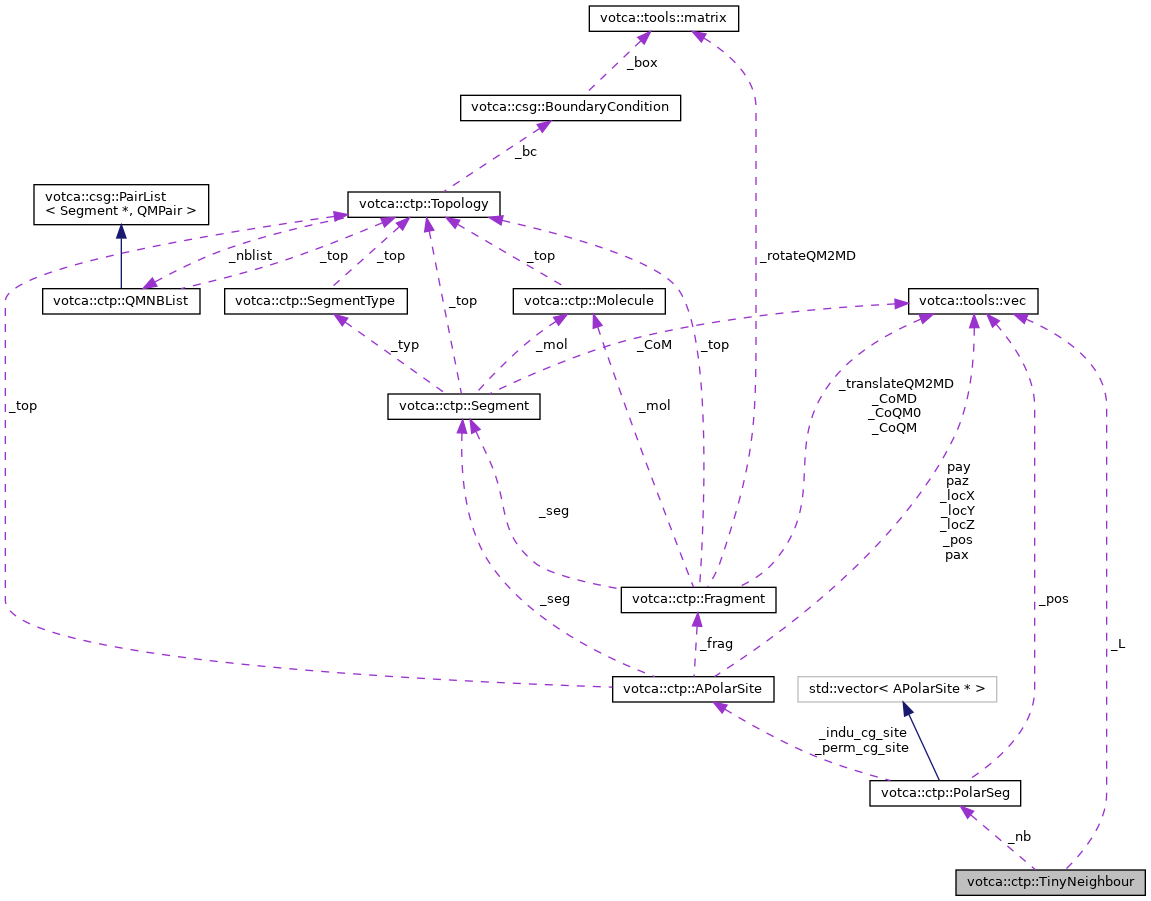 votca::tools::matrix
_box
votca::csg::BoundaryCondition
_bc
votca::csg::PairList
< Segment *, QMPair >
votca::ctp::Topology
_nblist
_top
_top
_top
_rotateQM2MD
votca::ctp::QMNBList
votca::ctp::SegmentType
votca::ctp::Molecule
votca::tools::vec
_top
_typ
_mol
_CoM
_top
_translateQM2MD
_CoMD
_CoQM0
_CoQM
_top
votca::ctp::Segment
_mol
pay
paz
_locX
_locY
_locZ
_pos
pax
_seg
_seg
votca::ctp::Fragment
_pos
_frag
_L
votca::ctp::APolarSite
std::vector< APolarSite * >
_indu_cg_site
_perm_cg_site
votca::ctp::PolarSeg
_nb
votca::ctp::TinyNeighbour